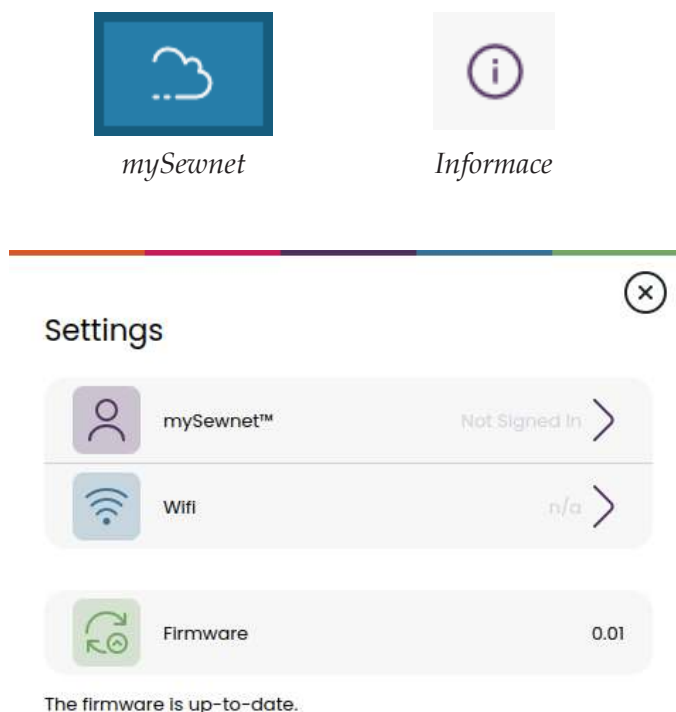 mySewnet
Informace
Settings
mySewnet™ Not Signed In
Wifi n/a
Firmware 0.01
The firmware is up-to-date.